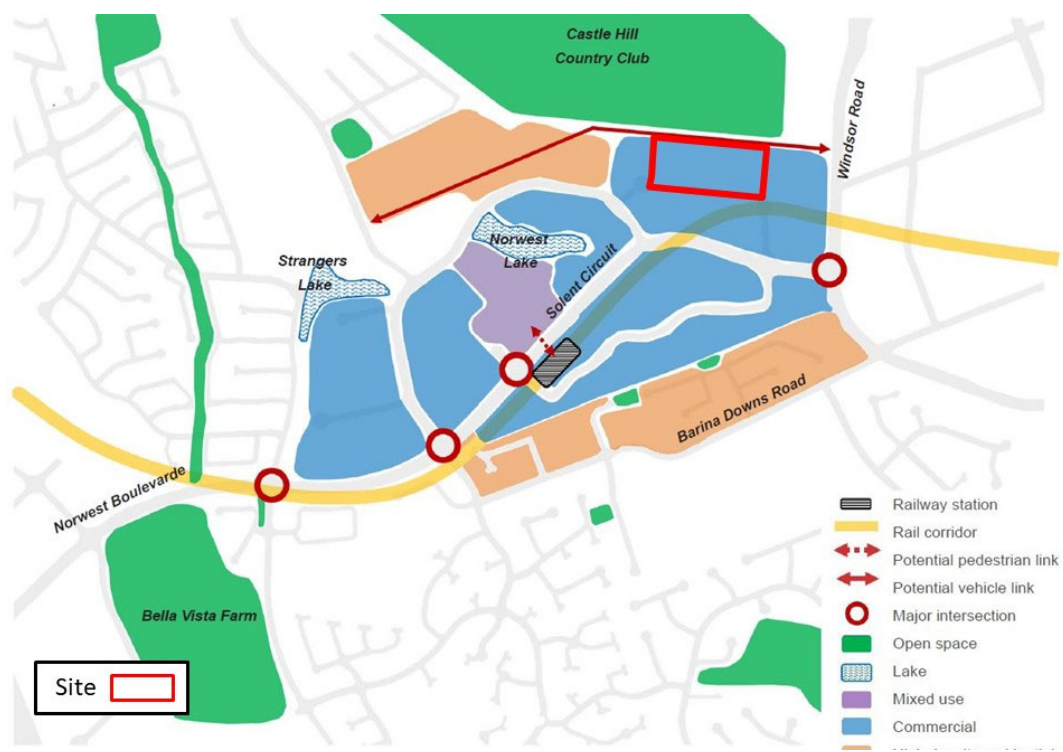 Castle Hill
Country Club
Windsor Road
Norwest
Lake
Strangers
Lake
Solent Circuit
Barina Downs Road
Norwest Boulevarde
Bella Vista Farm
Railway station
Rail corridor
Potential pedestrian link
Potential vehicle link
Major intersection
Open space
Lake
Mixed use
Commercial
Site